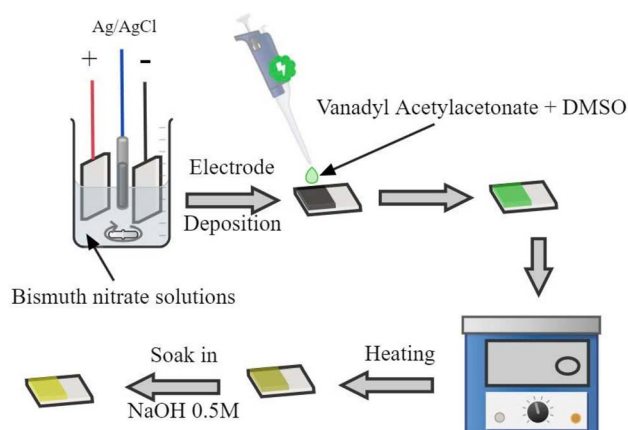 Ag/AgCl
+
-
Vanadyl Acetylacetonate + DMSO
Electrode
Deposition
Bismuth nitrate solutions
Heating
Soak in
NaOH 0.5M